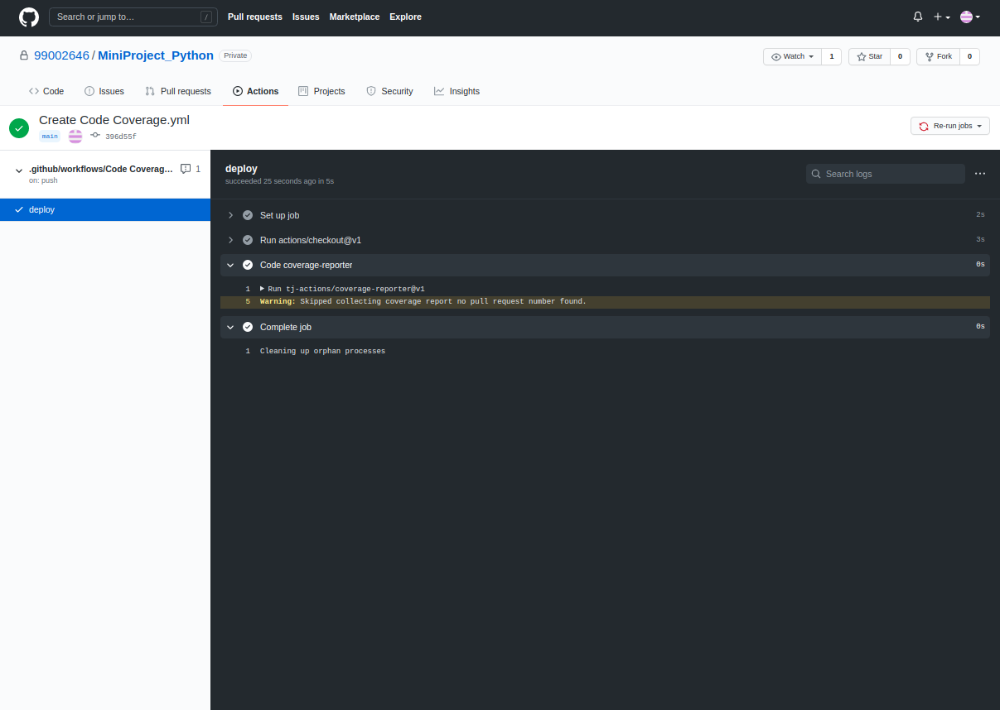 Search or jump to… /
Pull requests Issues Marketplace Explore
99002646 / MiniProject_Python Private
Watch 1 Star 0 Fork 0
Code Issues Pull requests Actions Projects Security Insights
Create Code Coverage.yml
main 396d55f
Re-run jobs
.github/workflows/Code Coverag... 1
on: push
deploy
deploy
succeeded 25 seconds ago in 5s
Search logs
Set up job 2s
Run actions/checkout@v1 3s
Code coverage-reporter 0s
1 Run tj-actions/coverage-reporter@v1
5 Warning: Skipped collecting coverage report no pull request number found.
Complete job 0s
1 Cleaning up orphan processes